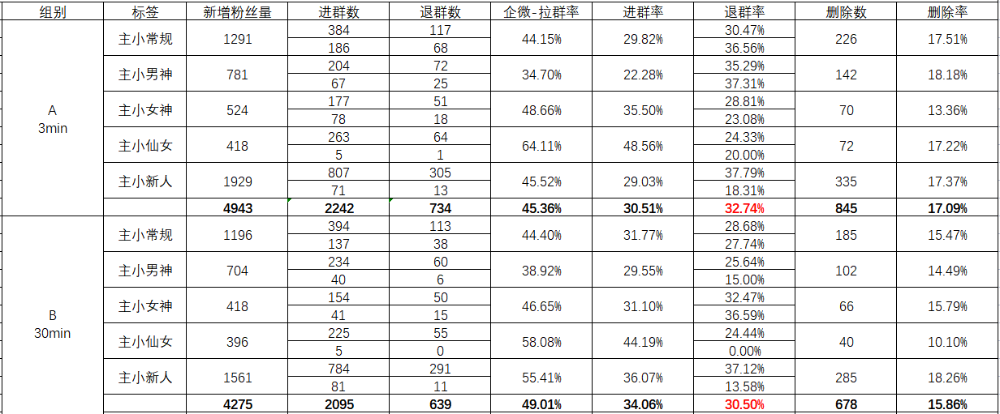 组别 标签 新增粉丝量 进群数 退群数 企微-拉群率 进群率 退群率 删除数 删除率
A
3min
主小常规 1291 384 117 44.15% 29.82% 30.47% 226 17.51%
186 68 36.56%
主小男神 781 204 72 34.70% 22.28% 35.29% 142 18.18%
67 25 37.31%
主小女神 524 177 51 48.66% 35.50% 28.81% 70 13.36%
78 18 23.08%
主小仙女 418 263 64 64.11% 48.56% 24.33% 72 17.22%
5 1 20.00%
主小新人 1929 807 305 45.52% 29.03% 37.79% 335 17.37%
71 13 18.31%
4943 2242 734 45.36% 30.51% 32.74% 845 17.09%
B
30min
主小常规 1196 394 113 44.40% 31.77% 28.68% 185 15.47%
137 38 27.74%
主小男神 704 234 60 38.92% 29.55% 25.64% 102 14.49%
40 6 15.00%
主小女神 418 154 50 46.65% 31.10% 32.47% 66 15.79%
41 15 36.59%
主小仙女 396 225 55 58.08% 44.19% 24.44% 40 10.10%
5 0 0.00%
主小新人 1561 784 291 55.41% 36.07% 37.12% 285 18.26%
81 11 13.58%
4275 2095 639 49.01% 34.06% 30.50% 678 15.86%